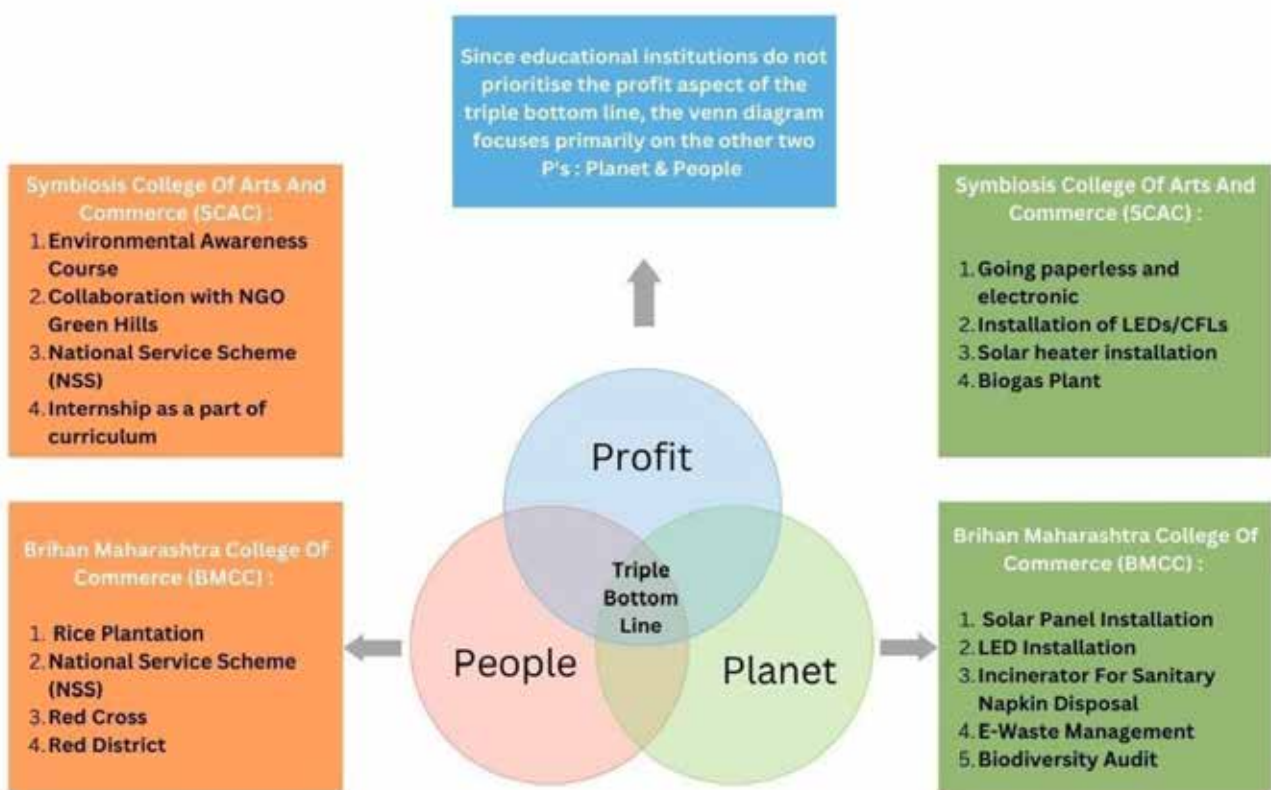 Since educational institutions do not
prioritise the profit aspect of the
triple bottom line, the venn diagram
focuses primarily on the other two
P's : Planet & People
Symbiosis College Of Arts And
Commerce (SCAC) :
1. Environmental Awareness
Course
2. Collaboration with NGO
Green Hills
3. National Service Scheme
(NSS)
4. Internship as a part of
curriculum
Symbiosis College Of Arts And
Commerce (SCAC) :
1. Going paperless and
electronic
2. Installation of LEDs/CFLs
3. Solar heater installation
4. Biogas Plant
Profit
Triple
Bottom
Line
People
Planet
Brihan Maharashtra College Of
Commerce (BMCC) :
1. Rice Plantation
2. National Service Scheme
(NSS)
3. Red Cross
4. Red District
Brihan Maharashtra College Of
Commerce (BMCC) :
1. Solar Panel Installation
2. LED Installation
3. Incinerator For Sanitary
Napkin Disposal
4. E-Waste Management
5. Biodiversity Audit